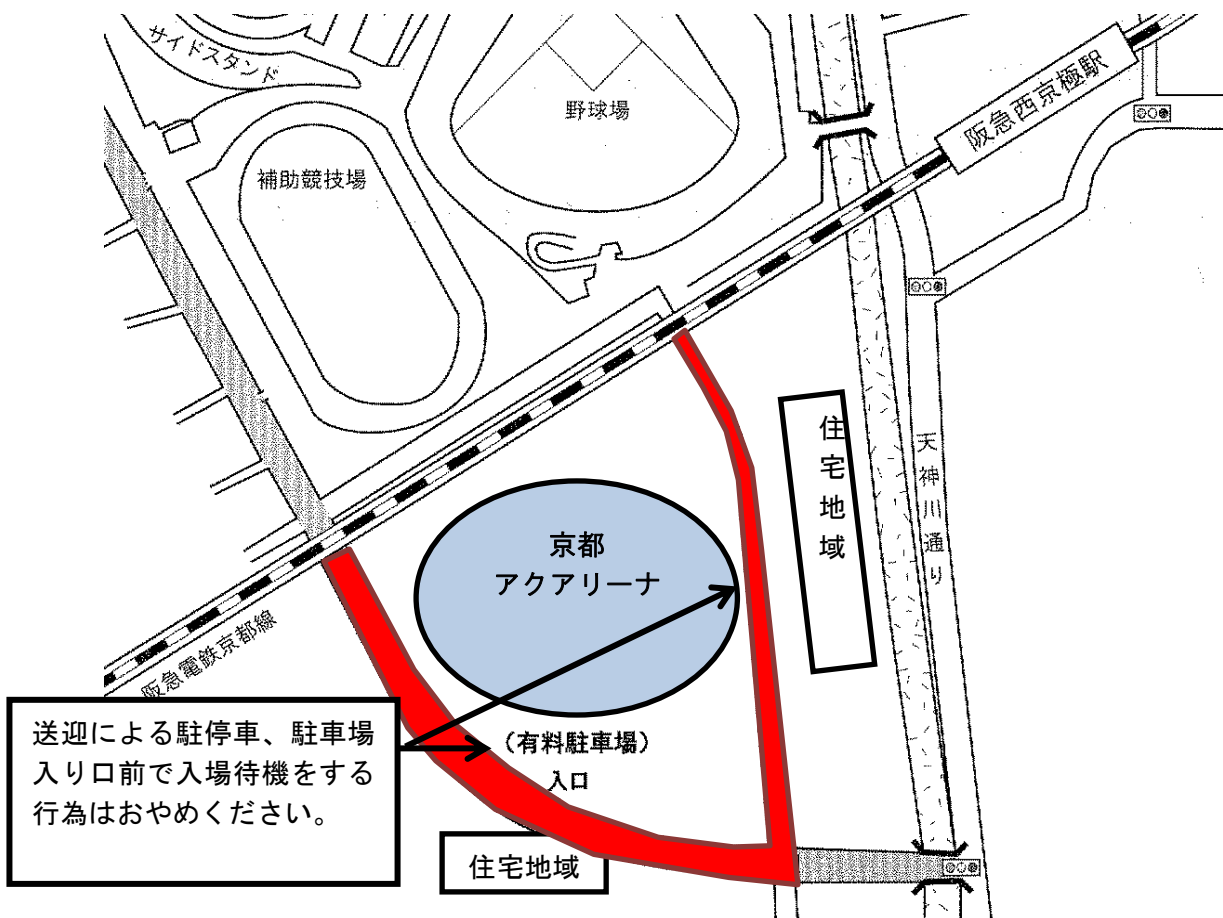 サイドスタンド
野球場
阪急西京極駅
補助競技場
住宅地域
天神川通り
京都
アクアリーナ
阪急電鉄京都線
送迎による駐停車、駐車場
入り口前で入場待機をする
行為はおやめください。
（有料駐車場）
入口
住宅地域